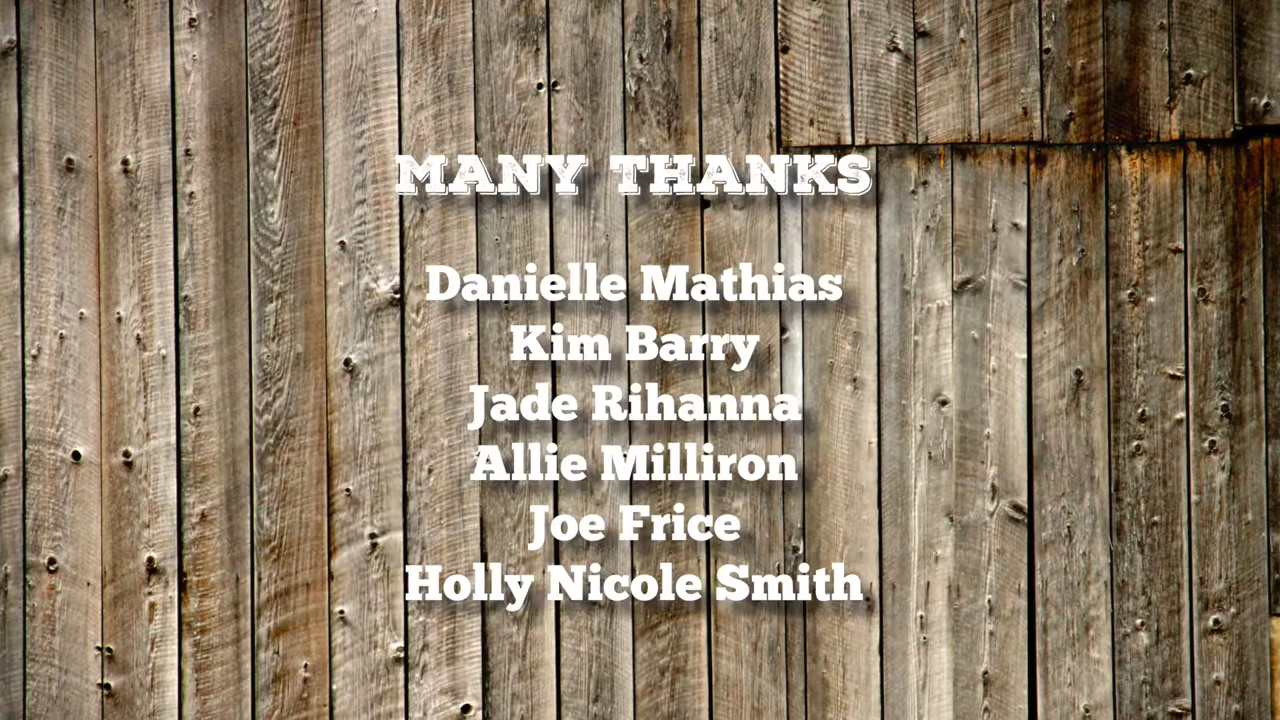 MANY THANKS
Danielle Mathias
Kim Barry
Jade Rihanna
Allie Milliron
Joe Frice
Holly Nicole Smith